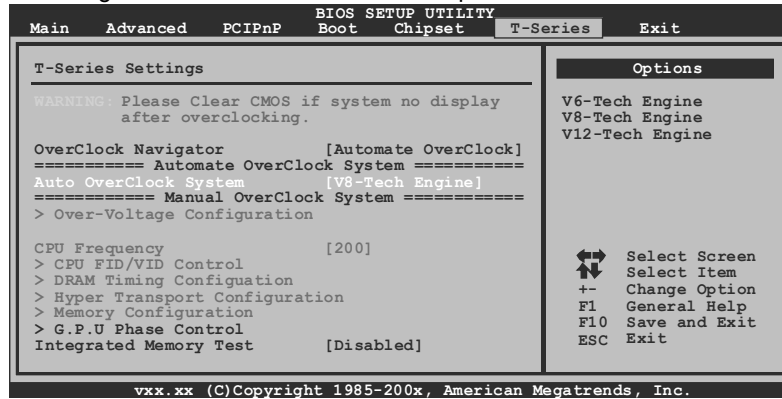 BIOS SETUP UTILITY
Main Advanced PCIPnP Boot Chipset T-Series Exit
T-Series Settings
WARNING: Please Clear CMOS if system no display
after overclocking.
OverClock Navigator [Automate OverClock]
=========== Automate OverClock System ===========
Auto OverClock System [V8-Tech Engine]
============ Manual OverClock System ============
> Over-Voltage Configuration
CPU Frequency [200]
> CPU FID/VID Control
> DRAM Timing Configuation
> Hyper Transport Configuration
> Memory Configuration
> G.P.U Phase Control
Integrated Memory Test [Disabled]
Options
V6-Tech Engine
V8-Tech Engine
V12-Tech Engine
Select Screen
Select Item
+- Change Option
F1 General Help
F10 Save and Exit
ESC Exit
vxx.xx (C)Copyright 1985-200x, American Megatrends, Inc.